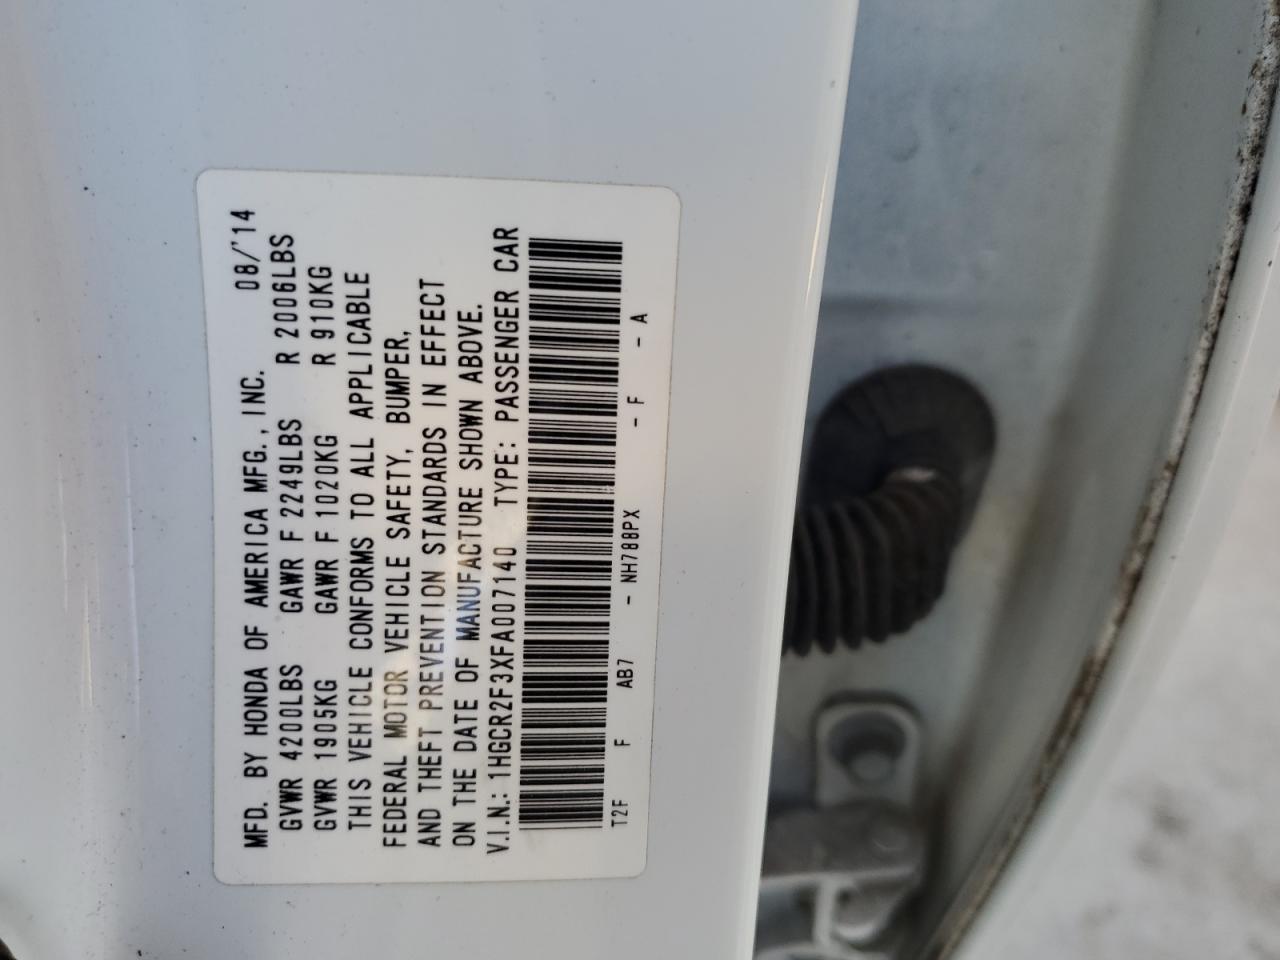 MFD. BY HONDA OF AMERICA MFG., INC. 08/'14
GVWR 4200LBS GAWR F 2249LBS R 2006LBS
GVWR 1905KG GAWR F 1020KG R 910KG
THIS VEHICLE CONFORMS TO ALL APPLICABLE
FEDERAL MOTOR VEHICLE SAFETY, BUMPER,
AND THEFT PREVENTION STANDARDS IN EFFECT
ON THE DATE OF MANUFACTURE SHOWN ABOVE.
V.I.N.: 1HGCR2F3XFA007140 TYPE: PASSENGER CAR
T2F F AB7 - NH788PX - F - A